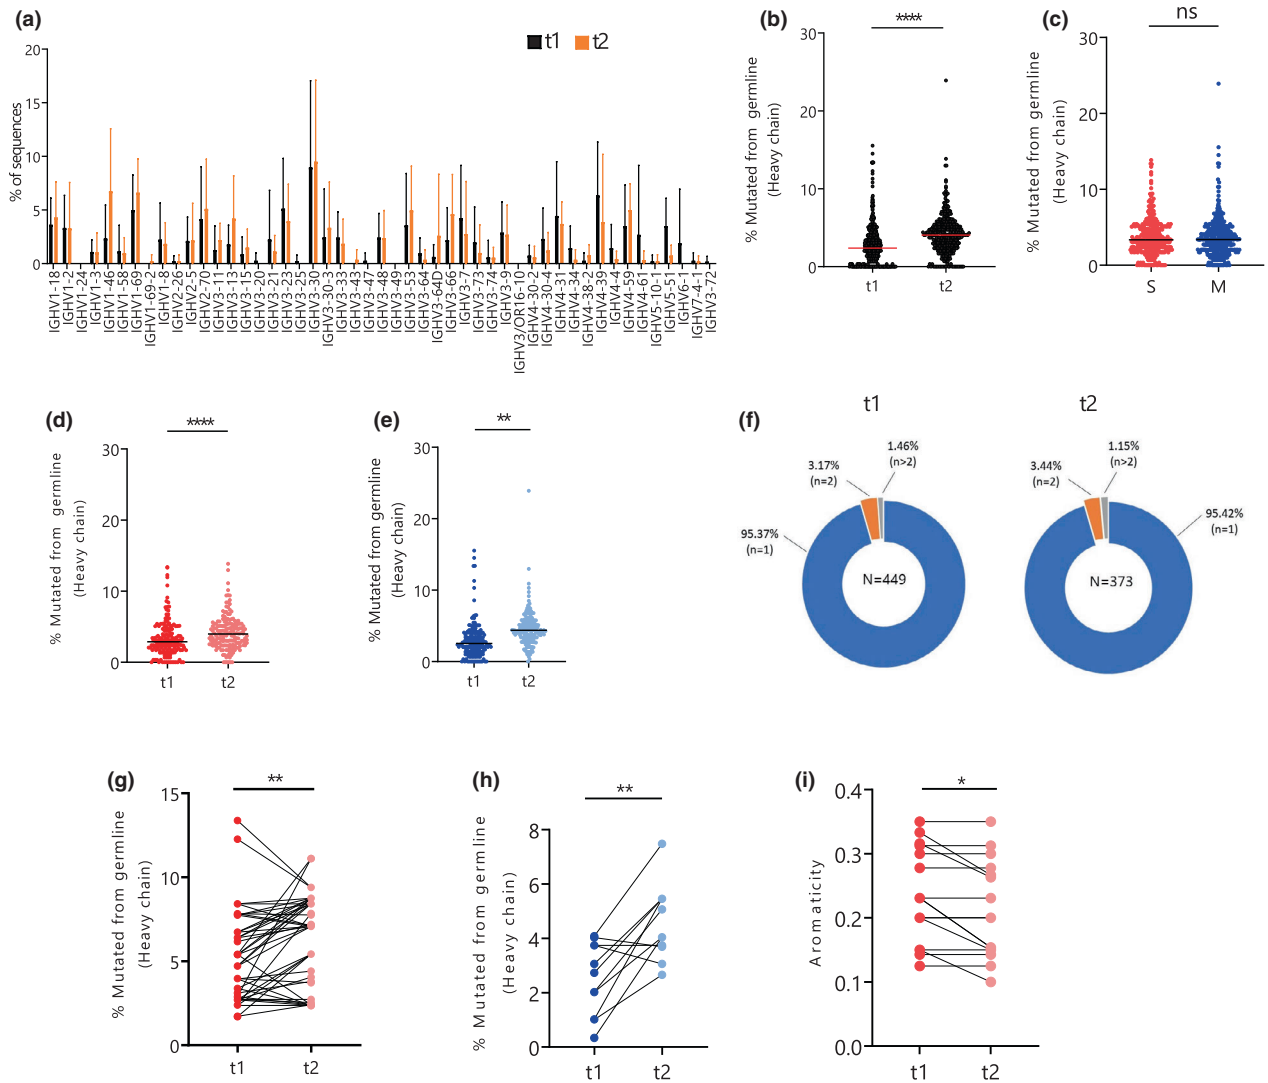 (a)
t1
t2
% of sequences
20
15
10
5
0
IGHV1-18
IGHV1-2
IGHV1-24
IGHV1-3
IGHV1-46
IGHV1-58
IGHV1-69
IGHV1-69-2
IGHV1-8
IGHV2-26
IGHV2-5
IGHV2-70
IGHV3-11
IGHV3-13
IGHV3-15
IGHV3-20
IGHV3-21
IGHV3-23
IGHV3-30
IGHV3-30-3
IGHV3-33
IGHV3-43
IGHV3-47
IGHV3-48
IGHV3-49
IGHV3-53
IGHV3-64
IGHV3-64D
IGHV3-66
IGHV3-7
IGHV3-73
IGHV3-74
IGHV3-9
IGHV3/OR16-10
IGHV4-30-2
IGHV4-30-4
IGHV4-31
IGHV4-34
IGHV4-38-2
IGHV4-39
IGHV4-4
IGHV4-59
IGHV4-61
IGHV5-10-1
IGHV5-51
IGHV6-1
IGHV7-4-1
IGHV3-72
(b)
****
% Mutated from germline
(Heavy chain)
30
20
10
0
t1
t2
(c)
ns
% Mutated from germline
(Heavy chain)
30
20
10
0
S
M
(d)
****
% Mutated from germline
(Heavy chain)
30
20
10
0
t1
t2
(e)
**
% Mutated from germline
(Heavy chain)
30
20
10
0
t1
t2
(f)
t1
1.46%
(n>2)
3.17%
(n=2)
95.37%
(n=1)
N=449
t2
1.15%
(n>2)
3.44%
(n=2)
95.42%
(n=1)
N=373
(g)
**
% Mutated from germline
(Heavy chain)
15
10
5
0
t1
t2
(h)
**
% Mutated from germline
(Heavy chain)
8
6
4
2
0
t1
t2
(i)
*
Aromaticity
0.4
0.3
0.2
0.1
0.0
t1
t2